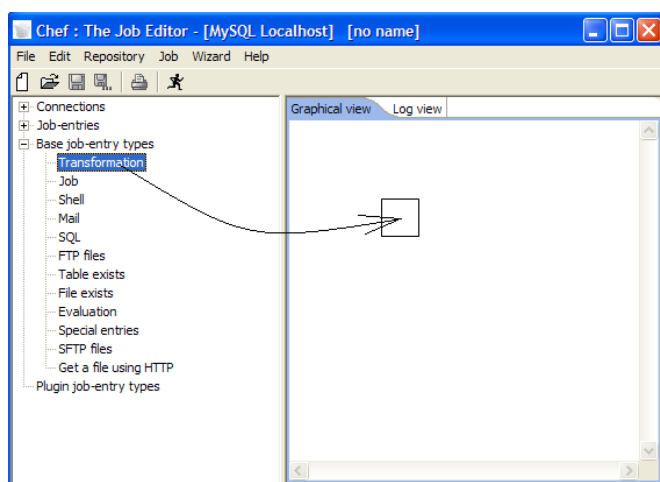 Chef : The Job Editor - [MySQL Localhost] [no name]
File Edit Repository Job Wizard Help
Connections
Job-entries
Base job-entry types
Transformation
Job
Shell
Mail
SQL
FTP files
Table exists
File exists
Evaluation
Special entries
SFTP files
Get a file using HTTP
Plugin job-entry types
Graphical view Log view